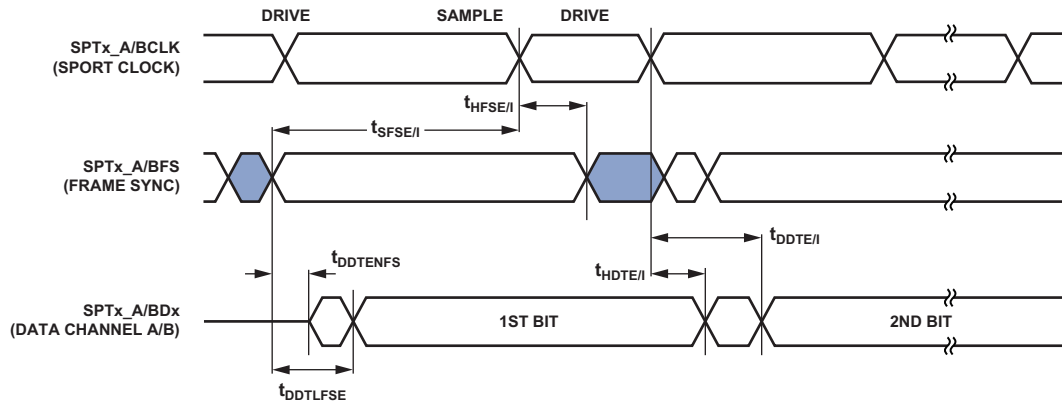 DRIVE SAMPLE DRIVE
SPTx_A/BCLK
(SPORT CLOCK)
tHFSE/I
tSFSE/I
SPTx_A/BFS
(FRAME SYNC)
tDDTE/I
tDDTENFS
tHDTE/I
SPTx_A/BDx
(DATA CHANNEL A/B)
1ST BIT 2ND BIT
tDDTLFSE